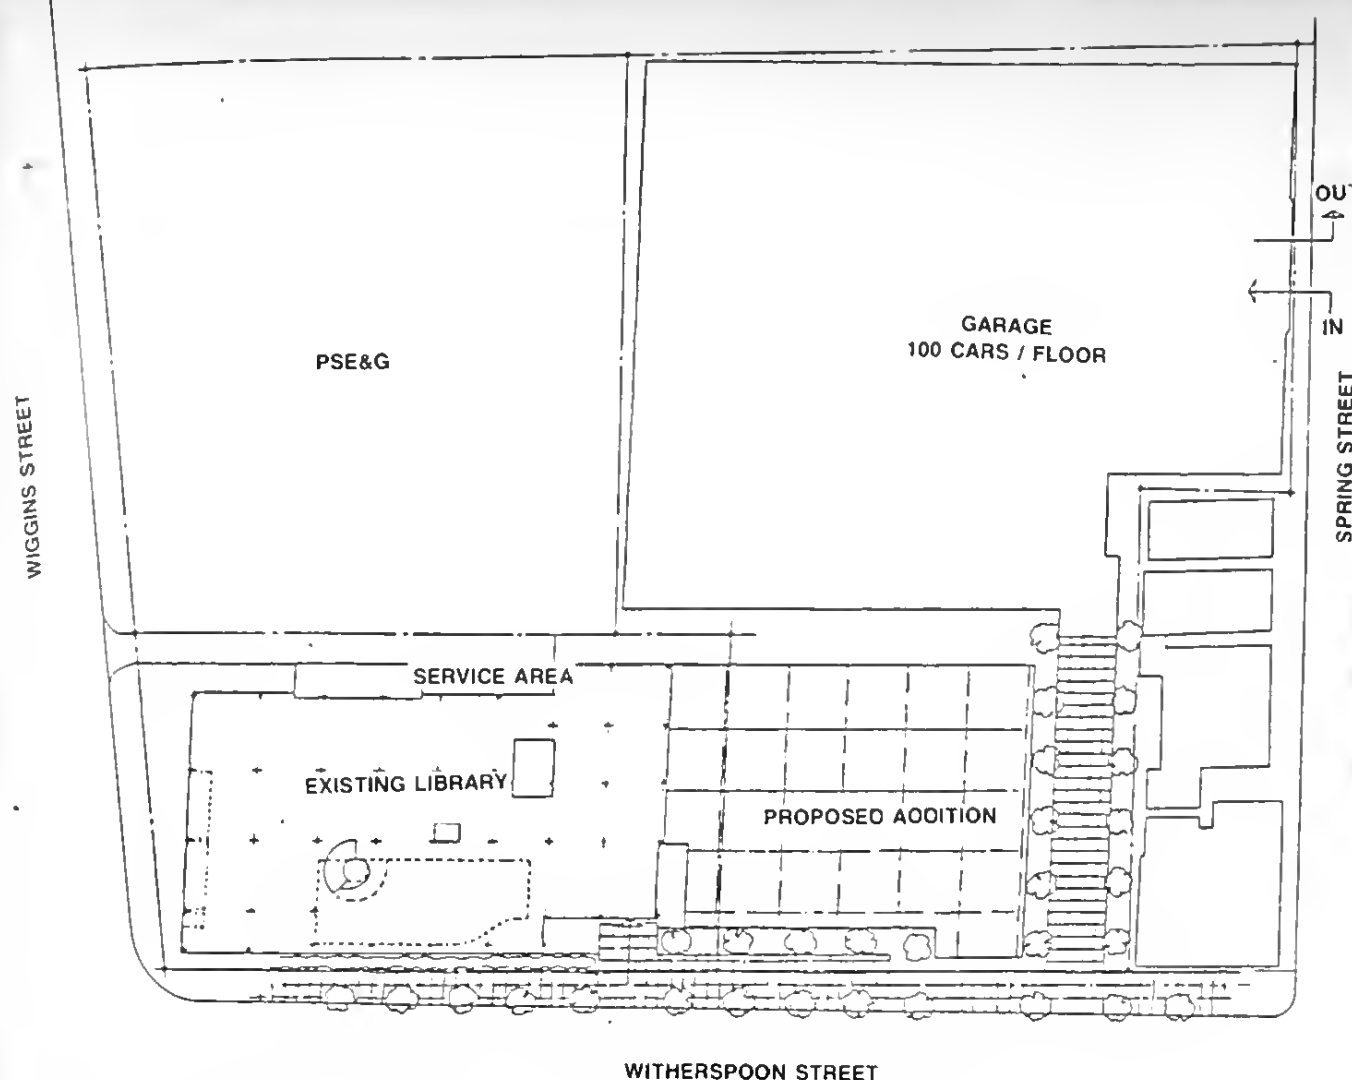 OUT
IN
GARAGE
100 CARS / FLOOR
PSE&G
WIGGINS STREET
SPRING STREET
SERVICE AREA
EXISTING LIBRARY
PROPOSED ADDITION
WITHERSPOON STREET